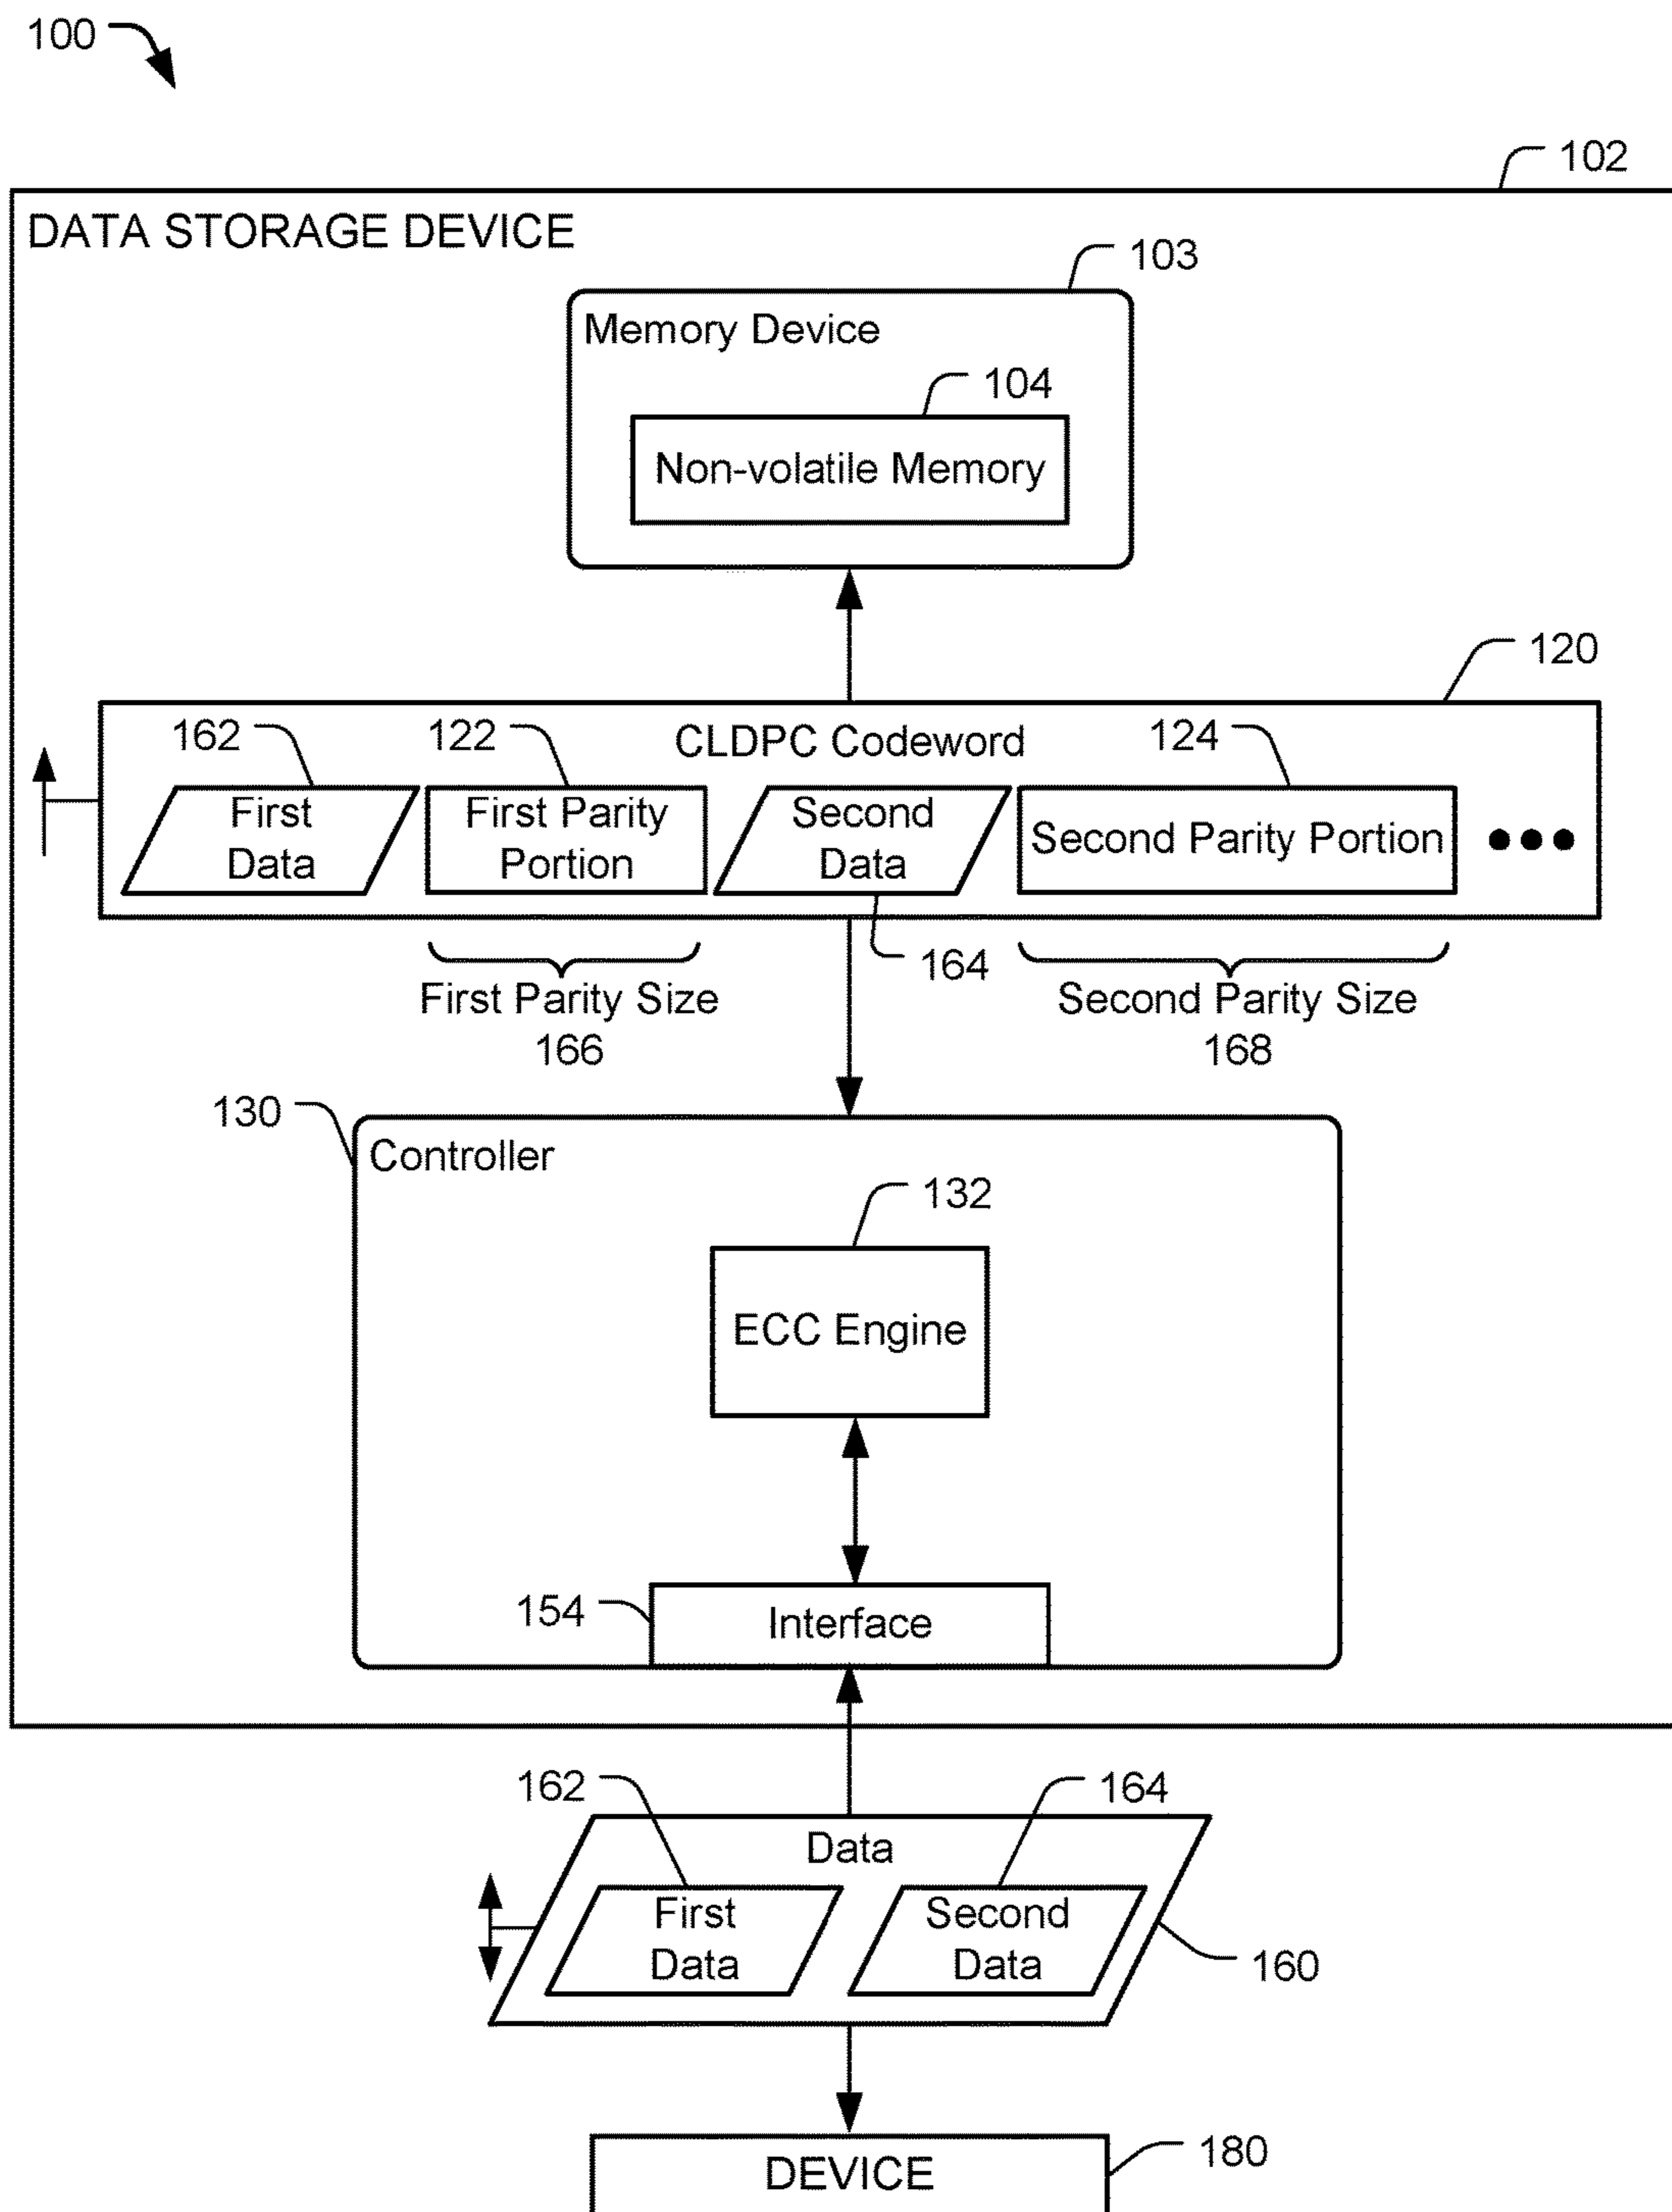 100
102
DATA STORAGE DEVICE
103
Memory Device
104
Non-volatile Memory
120
162
122
CLDPC Codeword
124
First
Data
First Parity
Portion
Second
Data
Second Parity Portion
164
First Parity Size
166
Second Parity Size
168
130
Controller
132
ECC Engine
154
Interface
162
164
Data
First
Data
Second
Data
160
DEVICE
180